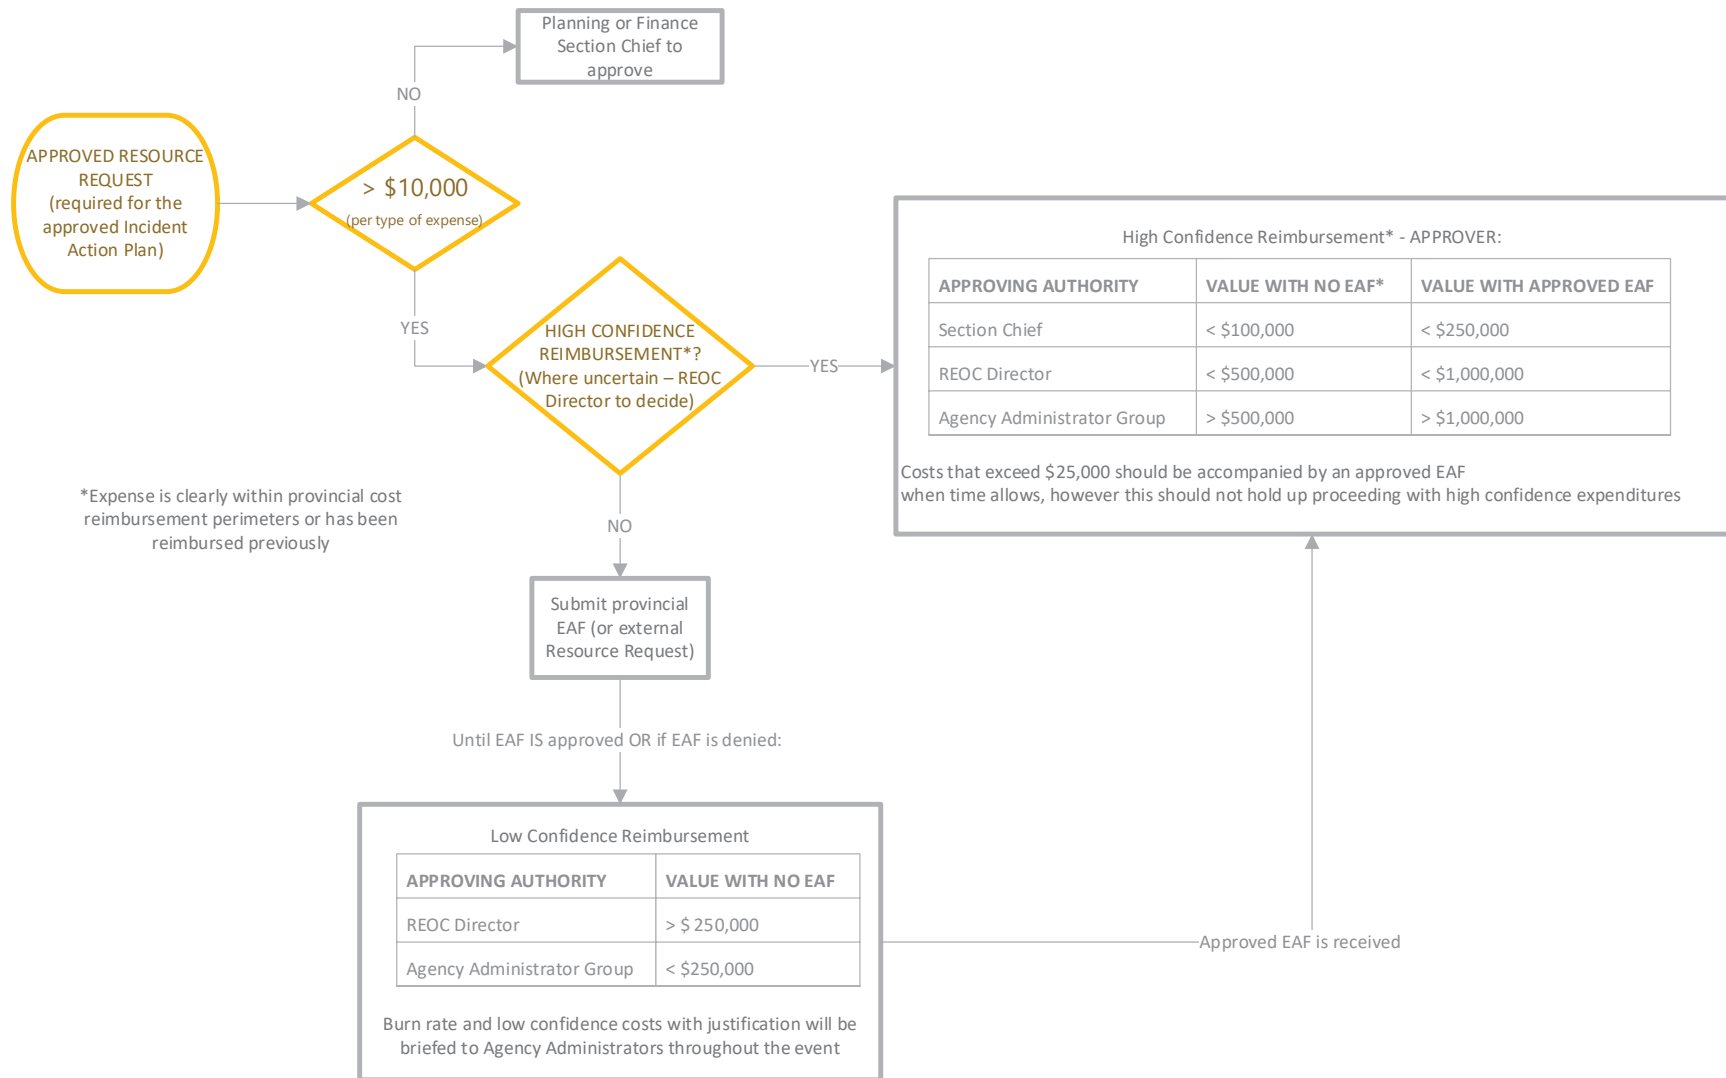 Planning or Finance
Section Chief to
approve
NO
APPROVED RESOURCE
REQUEST
(required for the
approved Incident
Action Plan)
> $10,000
(per type of expense)
YES
HIGH CONFIDENCE
REIMBURSEMENT*?
(Where uncertain – REOC
Director to decide)
YES
High Confidence Reimbursement* - APPROVER:
APPROVING AUTHORITY VALUE WITH NO EAF* VALUE WITH APPROVED EAF
Section Chief < $100,000 < $250,000
REOC Director < $500,000 < $1,000,000
Agency Administrator Group > $500,000 > $1,000,000
Costs that exceed $25,000 should be accompanied by an approved EAF
when time allows, however this should not hold up proceeding with high confidence expenditures
*Expense is clearly within provincial cost
reimbursement perimeters or has been
reimbursed previously
NO
Submit provincial
EAF (or external
Resource Request)
Until EAF IS approved OR if EAF is denied:
Low Confidence Reimbursement
APPROVING AUTHORITY VALUE WITH NO EAF
REOC Director > $ 250,000
Agency Administrator Group < $250,000
Burn rate and low confidence costs with justification will be
briefed to Agency Administrators throughout the event
Approved EAF is received